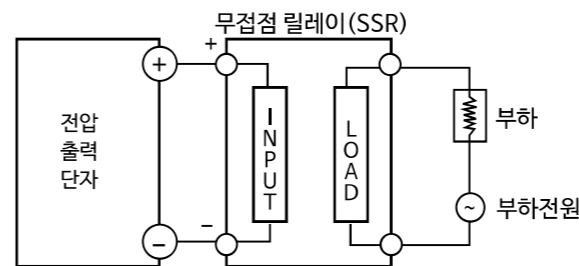 무접점 릴레이(SSR)
+
+
전압
출력
단자
INPUT
LOAD
부하
~
부하전원
−
−